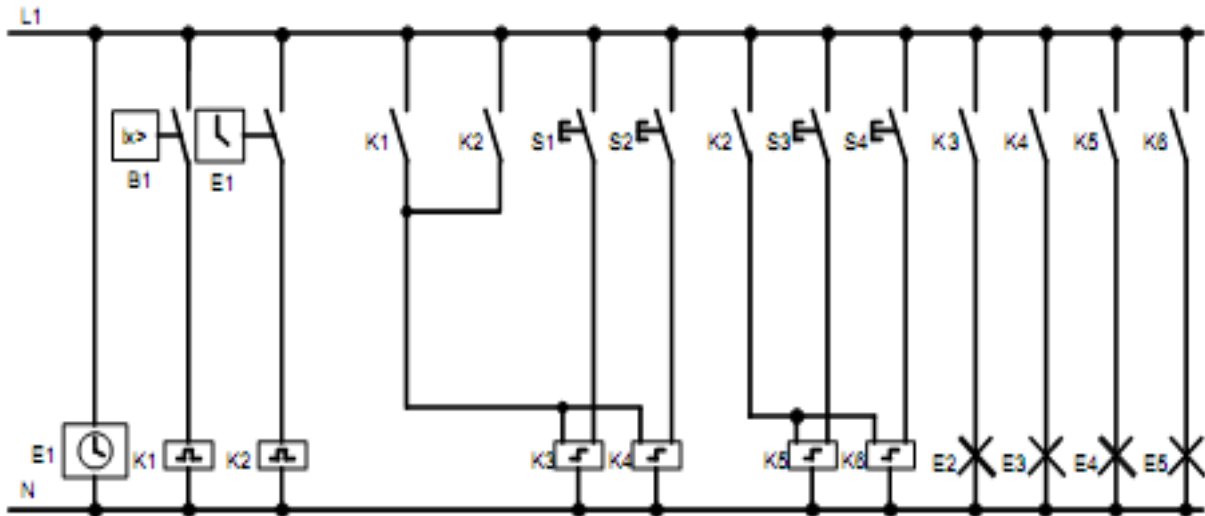 L1
Ix>
B1
E1
K1 K2 S1 S2 K2 S3 S4 K3 K4 K5 K6
E1 K1 K2 K3 K4 K5 K6 E2 E3 E4 E5
N